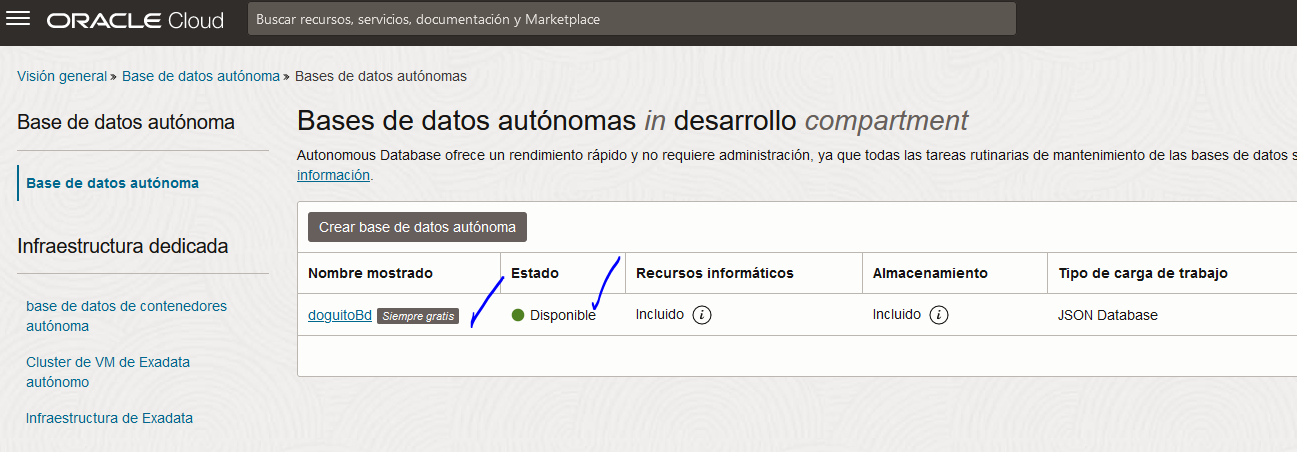 ORACLE Cloud
Buscar recursos, servicios, documentación y Marketplace
Visión general » Base de datos autónoma » Bases de datos autónomas
Base de datos autónoma
Base de datos autónoma
Infraestructura dedicada
base de datos de contenedores
autónoma
Cluster de VM de Exadata
autónomo
Infraestructura de Exadata
Bases de datos autónomas in desarrollo compartment
Autonomous Database ofrece un rendimiento rápido y no requiere administración, ya que todas las tareas rutinarias de mantenimiento de las bases de datos s
información.
Crear base de datos autónoma
Nombre mostrado Estado Recursos informáticos Almacenamiento Tipo de carga de trabajo
doguitoBd Siempre gratis Disponible Incluido i Incluido i JSON Database